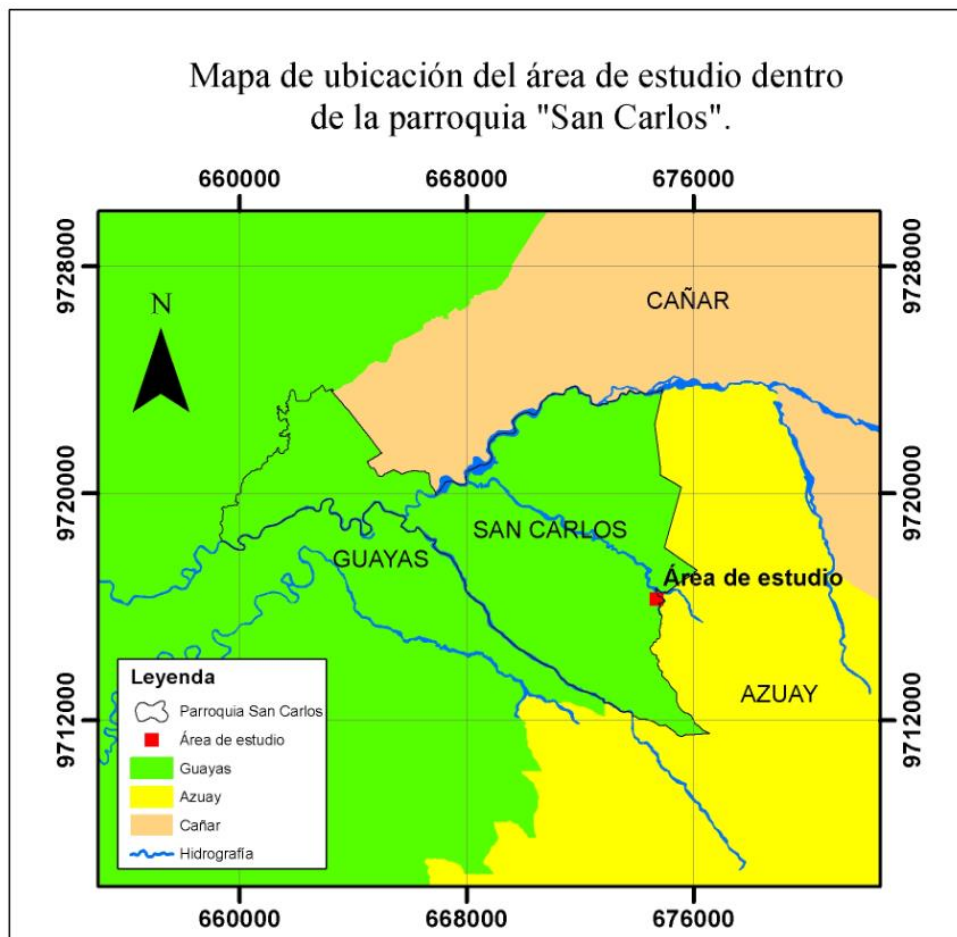 Mapa de ubicación del área de estudio dentro
de la parroquia "San Carlos".
660000 668000 676000
9728000 9728000
CAÑAR
N
9720000 9720000
SAN CARLOS
GUAYAS
Área de estudio
AZUAY
9712000 9712000
Leyenda
Parroquia San Carlos
Área de estudio
Guayas
Azuay
Cañar
Hidrografía
660000 668000 676000